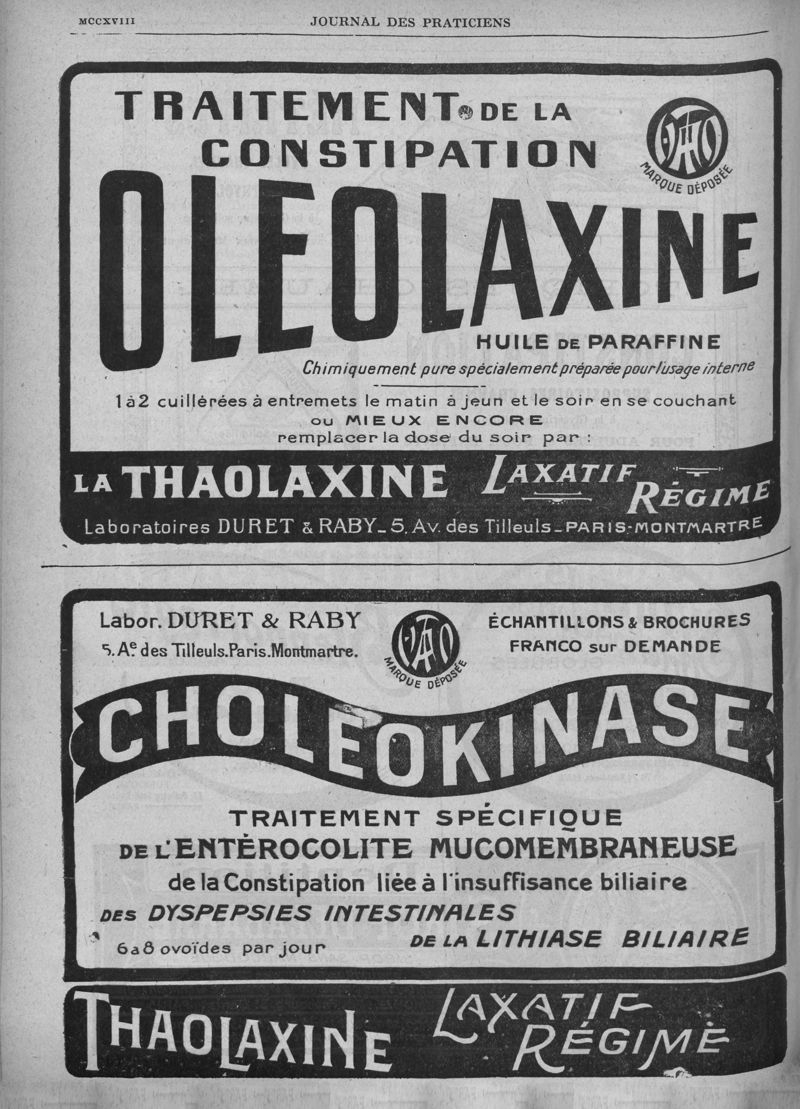 MCCXVIII
JOURNAL DES PRATICIENS
TRAITEMENT DE LA
CONSTIPATION
MARQUE DÉPOSÉE
OLEOLAXINE
HUILE DE PARAFFINE
Chimiquement pure spécialement préparée pour l'usage interne
1 à 2 cuillérées à entremets le matin à jeun et le soir en se couchant
OU MIEUX ENCORE
remplacer la dose du soir par :
LA THAOLAXINE LAXATIF RÉGIME
Laboratoires DURET & RABY_5, Av. des Tilleuls_PARIS-MONTMARTRE
Labor. DURET & RABY
5. Ae. des Tilleuls.Paris.Montmartre.
MARQUE DÉPOSÉE
ÉCHANTILLONS & BROCHURES
FRANCO sur DEMANDE
CHOLÉOKINASE
TRAITEMENT SPÉCIFIQUE
DE L'ENTÉROCOLITE MUCOMEMBRANEUSE
de la Constipation liée à l'insuffisance biliaire
DES DYSPEPSIES INTESTINALES
6 a 8 ovoïdes par jour
DE LA LITHIASE BILIAIRE
THAOLAXINE LAXATIF
RÉGIME